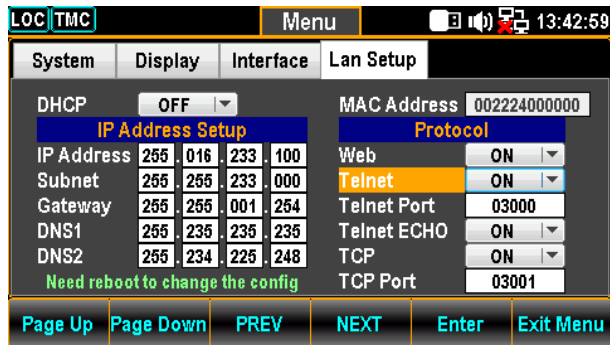 LOC TMC Menu 13:42:59
System Display Interface Lan Setup
DHCP OFF MAC Address 002224000000
IP Address Setup Protocol
IP Address 255 . 016 . 233 . 100 Web ON
Subnet 255 . 255 . 233 . 000 Telnet ON
Gateway 255 . 255 . 001 . 254 Telnet Port 03000
DNS1 255 . 235 . 235 . 235 Telnet ECHO ON
DNS2 255 . 234 . 225 . 248 TCP ON
Need reboot to change the config TCP Port 03001
Page Up Page Down PREV NEXT Enter Exit Menu